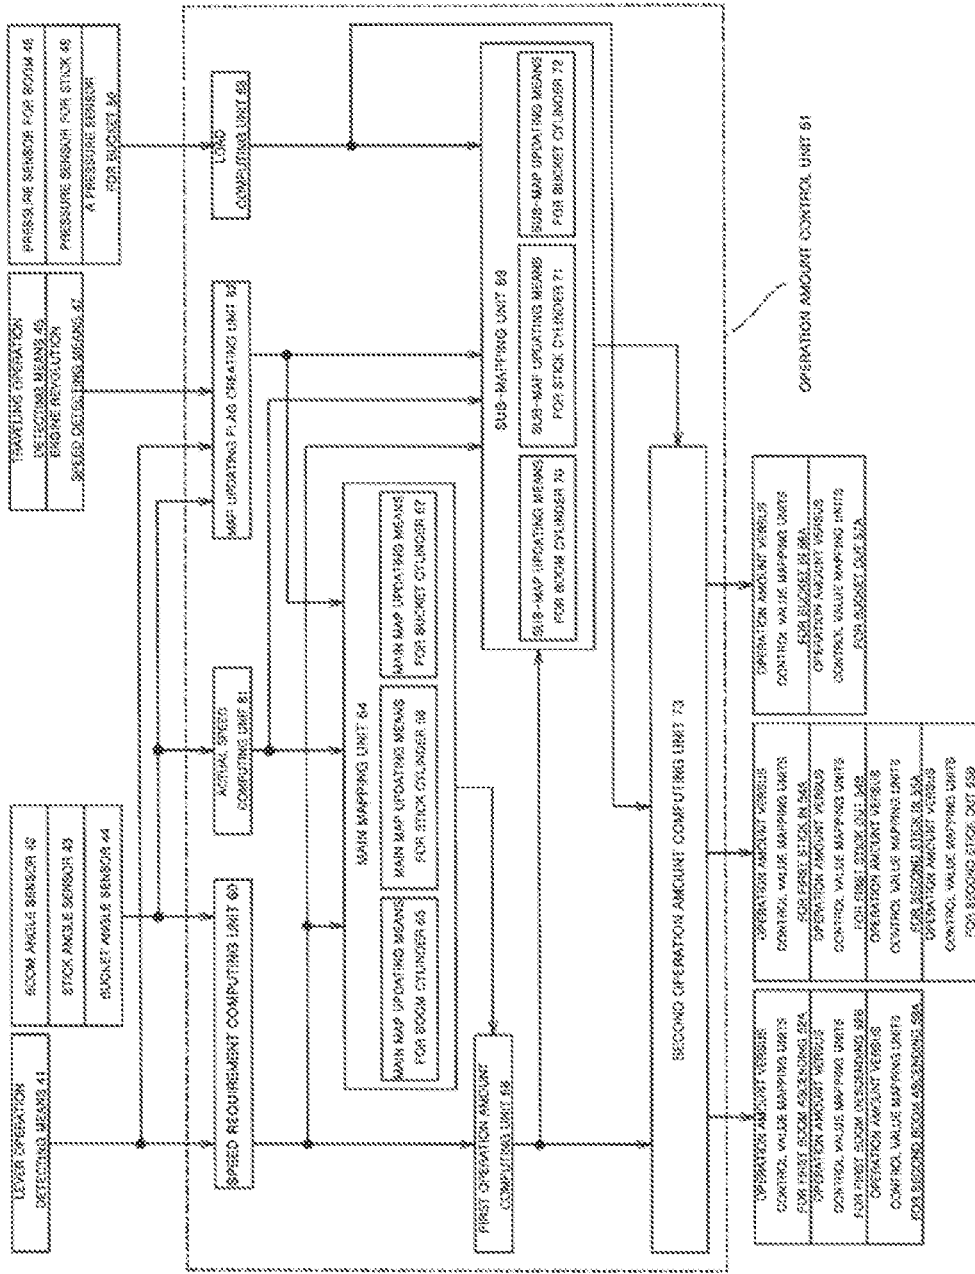 LEVER OPERATION
DETECTING MEANS 41
BOOM ANGLE SENSOR 42
STICK ANGLE SENSOR 43
BUCKET ANGLE SENSOR 44
TRAVELING OPERATION
DETECTING MEANS
ENGINE REVOLUTION
SPEED DETECTING MEANS 47
PRESSURE SENSOR FOR BOOM 48
PRESSURE SENSOR FOR STICK
A PRESSURE SENSOR
FOR BUCKET 50
SPEED REQUIREMENT COMPUTING UNIT 60
ACTUAL SPEED
COMPUTING UNIT 61
MAP UPDATING FLAG CREATING UNIT 62
LOAD
COMPUTING UNIT
MAIN MAPPING UNIT 64
MAIN MAP UPDATING MEANS
FOR BOOM CYLINDER 65
MAIN MAP UPDATING MEANS
FOR STICK CYLINDER 66
MAIN MAP UPDATING MEANS
FOR BUCKET CYLINDER 67
FIRST OPERATION AMOUNT
COMPUTING UNIT
SUB-MAPPING UNIT
SUB-MAP UPDATING MEANS
FOR BOOM CYLINDER 70
SUB-MAP UPDATING MEANS
FOR STICK CYLINDER 71
SUB-MAP UPDATING MEANS
FOR BUCKET CYLINDER 72
SECOND OPERATION AMOUNT COMPUTING UNIT 73
OPERATION AMOUNT CONTROL UNIT 51
OPERATION AMOUNT VERSUS
CONTROL VALUE MAPPING UNITS
FOR FIRST BOOM ASCENDING 52A
OPERATION AMOUNT VERSUS
CONTROL VALUE MAPPING UNITS
FOR FIRST BOOM DESCENDING 52B
OPERATION AMOUNT VERSUS
CONTROL VALUE MAPPING UNITS
FOR SECOND BOOM ASCENDING
OPERATION AMOUNT VERSUS
CONTROL VALUE MAPPING UNITS
FOR FIRST STICK IN 54A
OPERATION AMOUNT VERSUS
CONTROL VALUE MAPPING UNITS
FOR FIRST STICK OUT 54B
OPERATION AMOUNT VERSUS
CONTROL VALUE MAPPING UNITS
FOR SECOND STICK IN 55A
OPERATION AMOUNT VERSUS
CONTROL VALUE MAPPING UNITS
FOR SECOND STICK OUT 55B
OPERATION AMOUNT VERSUS
CONTROL VALUE MAPPING UNITS
FOR BUCKET IN 56A
OPERATION AMOUNT VERSUS
CONTROL VALUE MAPPING UNITS
FOR BUCKET OUT 57A